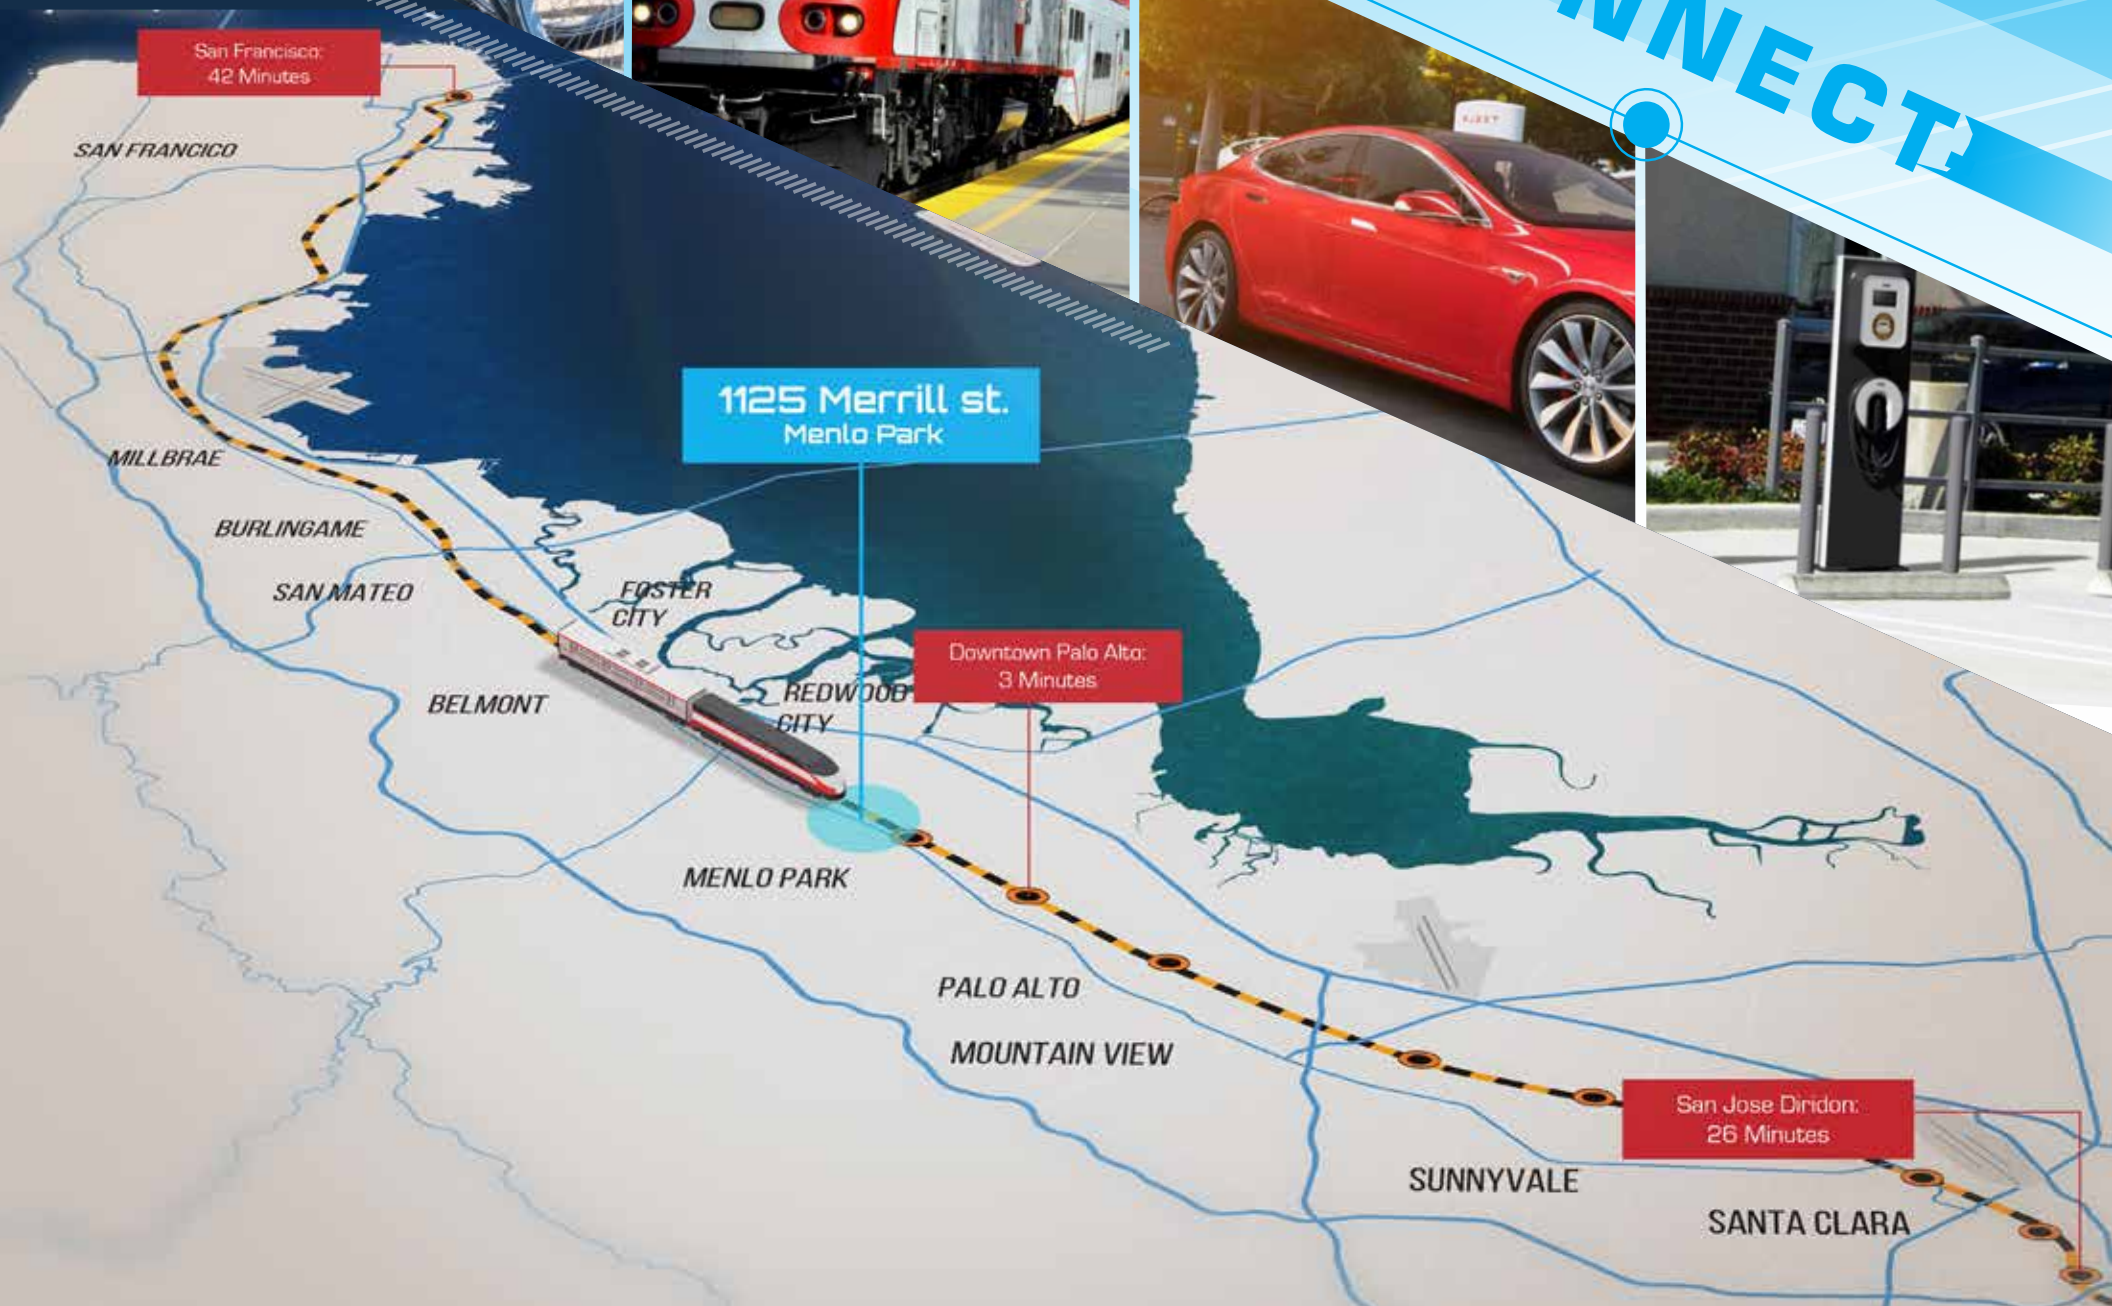 NNECT
San Francisco:
42 Minutes
SAN FRANCICO
1125 Merrill st.
Menlo Park
MILLBRAE
BURLINGAME
SAN MATEO
FOSTER
CITY
Downtown Palo Alto:
3 Minutes
BELMONT
REDWOOD
CITY
MENLO PARK
PALO ALTO
MOUNTAIN VIEW
San Jose Diridon:
26 Minutes
SUNNYVALE
SANTA CLARA